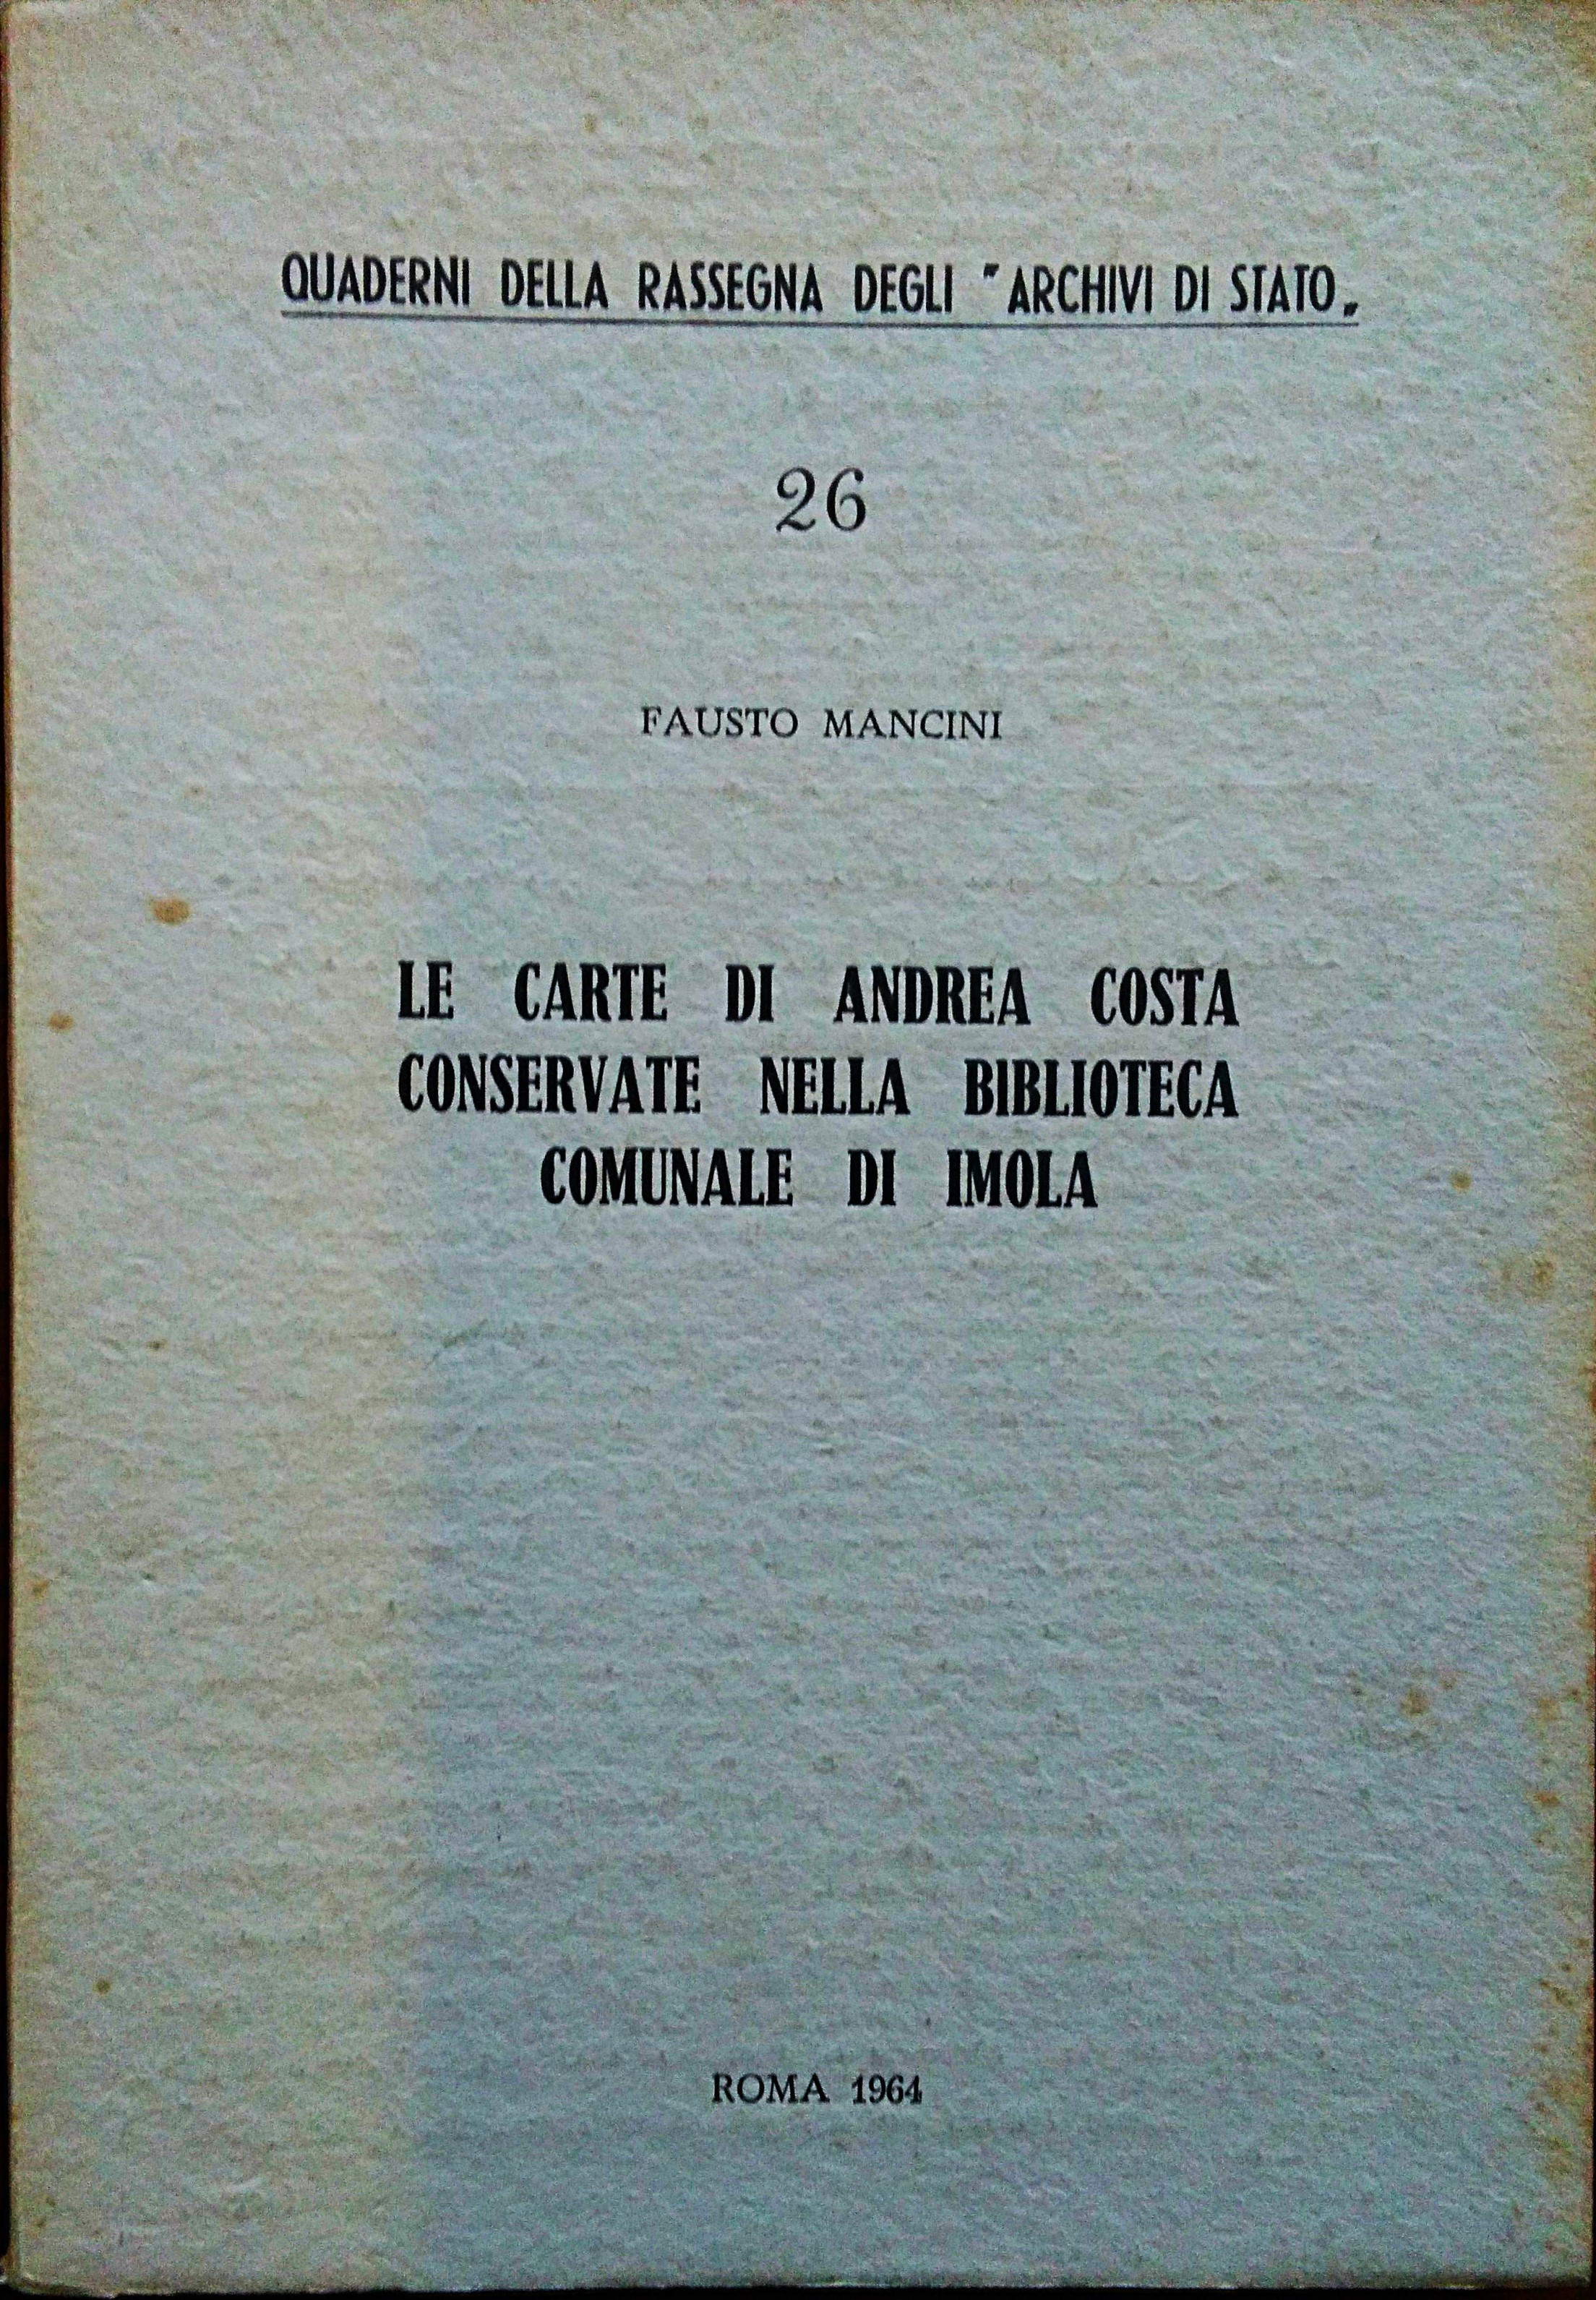 QUADERNI DELLA RASSEGNA DEGLI "ARCHIVI DI STATO„
26
FAUSTO MANCINI
LE CARTE DI ANDREA COSTA
CONSERVATE NELLA BIBLIOTECA
COMUNALE DI IMOLA
ROMA 1964